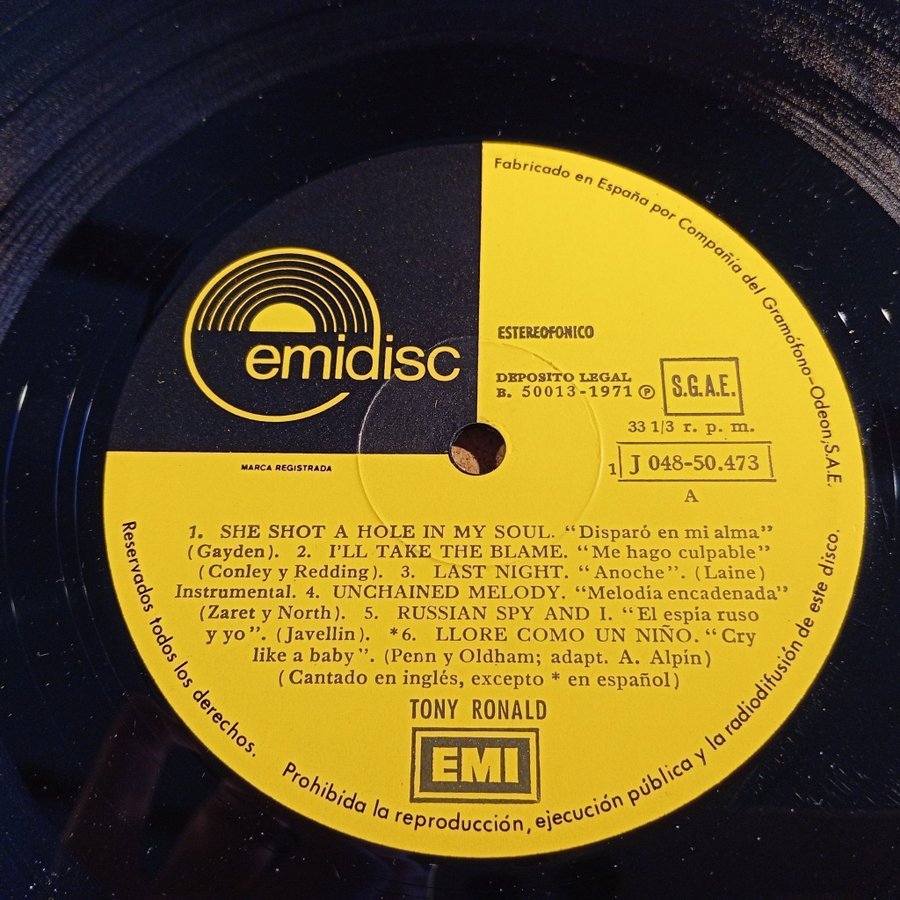 Fabricado en España por Compañía del Gramófono-Odeon, S.A.E.
emidisc
MARCA REGISTRADA
ESTEREOFONICO
DEPOSITO LEGAL
B. 50013-1971 ℗
S.G.A.E.
33 1/3 r. p. m.
1 J 048-50.473
A
1. SHE SHOT A HOLE IN MY SOUL. "Disparó en mi alma"
(Gayden). 2. I'LL TAKE THE BLAME. "Me hago culpable"
(Conley y Redding). 3. LAST NIGHT. "Anoche". (Laine)
Instrumental. 4. UNCHAINED MELODY. "Melodía encadenada"
(Zaret y North). 5. RUSSIAN SPY AND I. "El espía ruso
y yo". (Javellin). *6. LLORE COMO UN NIÑO. "Cry
like a baby". (Penn y Oldham; adapt. A. Alpin)
(Cantado en inglés, excepto * en español)
TONY RONALD
EMI
Reservados todos los derechos. Prohibida la reproducción, ejecución pública y la radiodifusión de este disco.